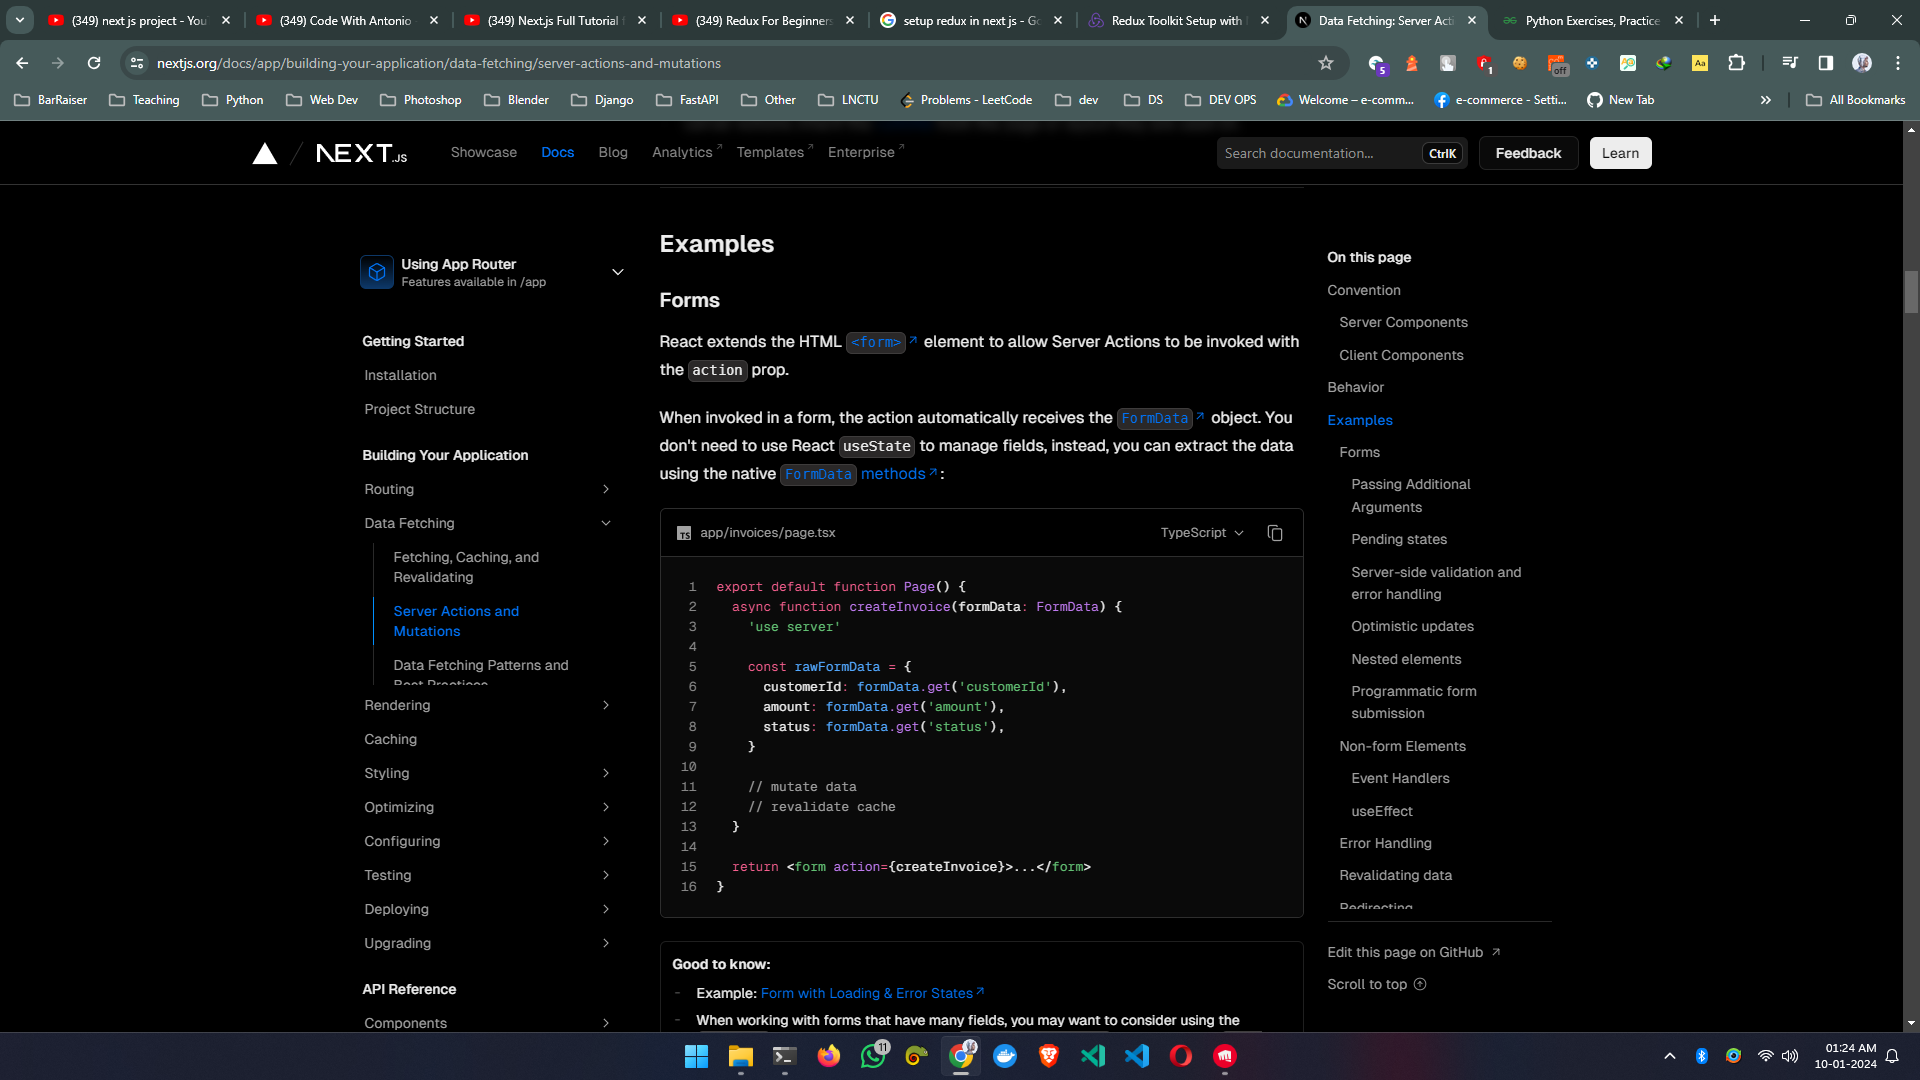 (349) next js project - You
(349) Code With Antonio
(349) Next.js Full Tutorial
(349) Redux For Beginners
setup redux in next js - Go
Redux Toolkit Setup with
Data Fetching: Server Acti
Python Exercises, Practice
nextjs.org/docs/app/building-your-application/data-fetching/server-actions-and-mutations
5
1
off
Aa
BarRaiser
Teaching
Python
Web Dev
Photoshop
Blender
Django
FastAPI
Other
LNCTU
Problems - LeetCode
dev
DS
DEV OPS
Welcome – e-comm...
e-commerce - Setti...
New Tab
All Bookmarks
NEXT.JS
Showcase
Docs
Blog
Analytics
Templates
Enterprise
Search documentation...
CtrlK
Feedback
Learn
Using App Router
Features available in /app
Getting Started
Installation
Project Structure
Building Your Application
Routing
Data Fetching
Fetching, Caching, and
Revalidating
Server Actions and
Mutations
Data Fetching Patterns and
Best Practices
Rendering
Caching
Styling
Optimizing
Configuring
Testing
Deploying
Upgrading
API Reference
Components
Examples
Forms
React extends the HTML <form> element to allow Server Actions to be invoked with
the action prop.
When invoked in a form, the action automatically receives the FormData object. You
don't need to use React useState to manage fields, instead, you can extract the data
using the native FormData methods :
TS app/invoices/page.tsx
TypeScript
1 export default function Page() {
2 async function createInvoice(formData: FormData) {
3 'use server'
4
5 const rawFormData = {
6 customerId: formData.get('customerId'),
7 amount: formData.get('amount'),
8 status: formData.get('status'),
9 }
10
11 // mutate data
12 // revalidate cache
13 }
14
15 return <form action={createInvoice}>...</form>
16 }
Good to know:
- Example: Form with Loading & Error States
- When working with forms that have many fields, you may want to consider using the
On this page
Convention
Server Components
Client Components
Behavior
Examples
Forms
Passing Additional
Arguments
Pending states
Server-side validation and
error handling
Optimistic updates
Nested elements
Programmatic form
submission
Non-form Elements
Event Handlers
useEffect
Error Handling
Revalidating data
Redirecting
Edit this page on GitHub
Scroll to top
11
01:24 AM
10-01-2024